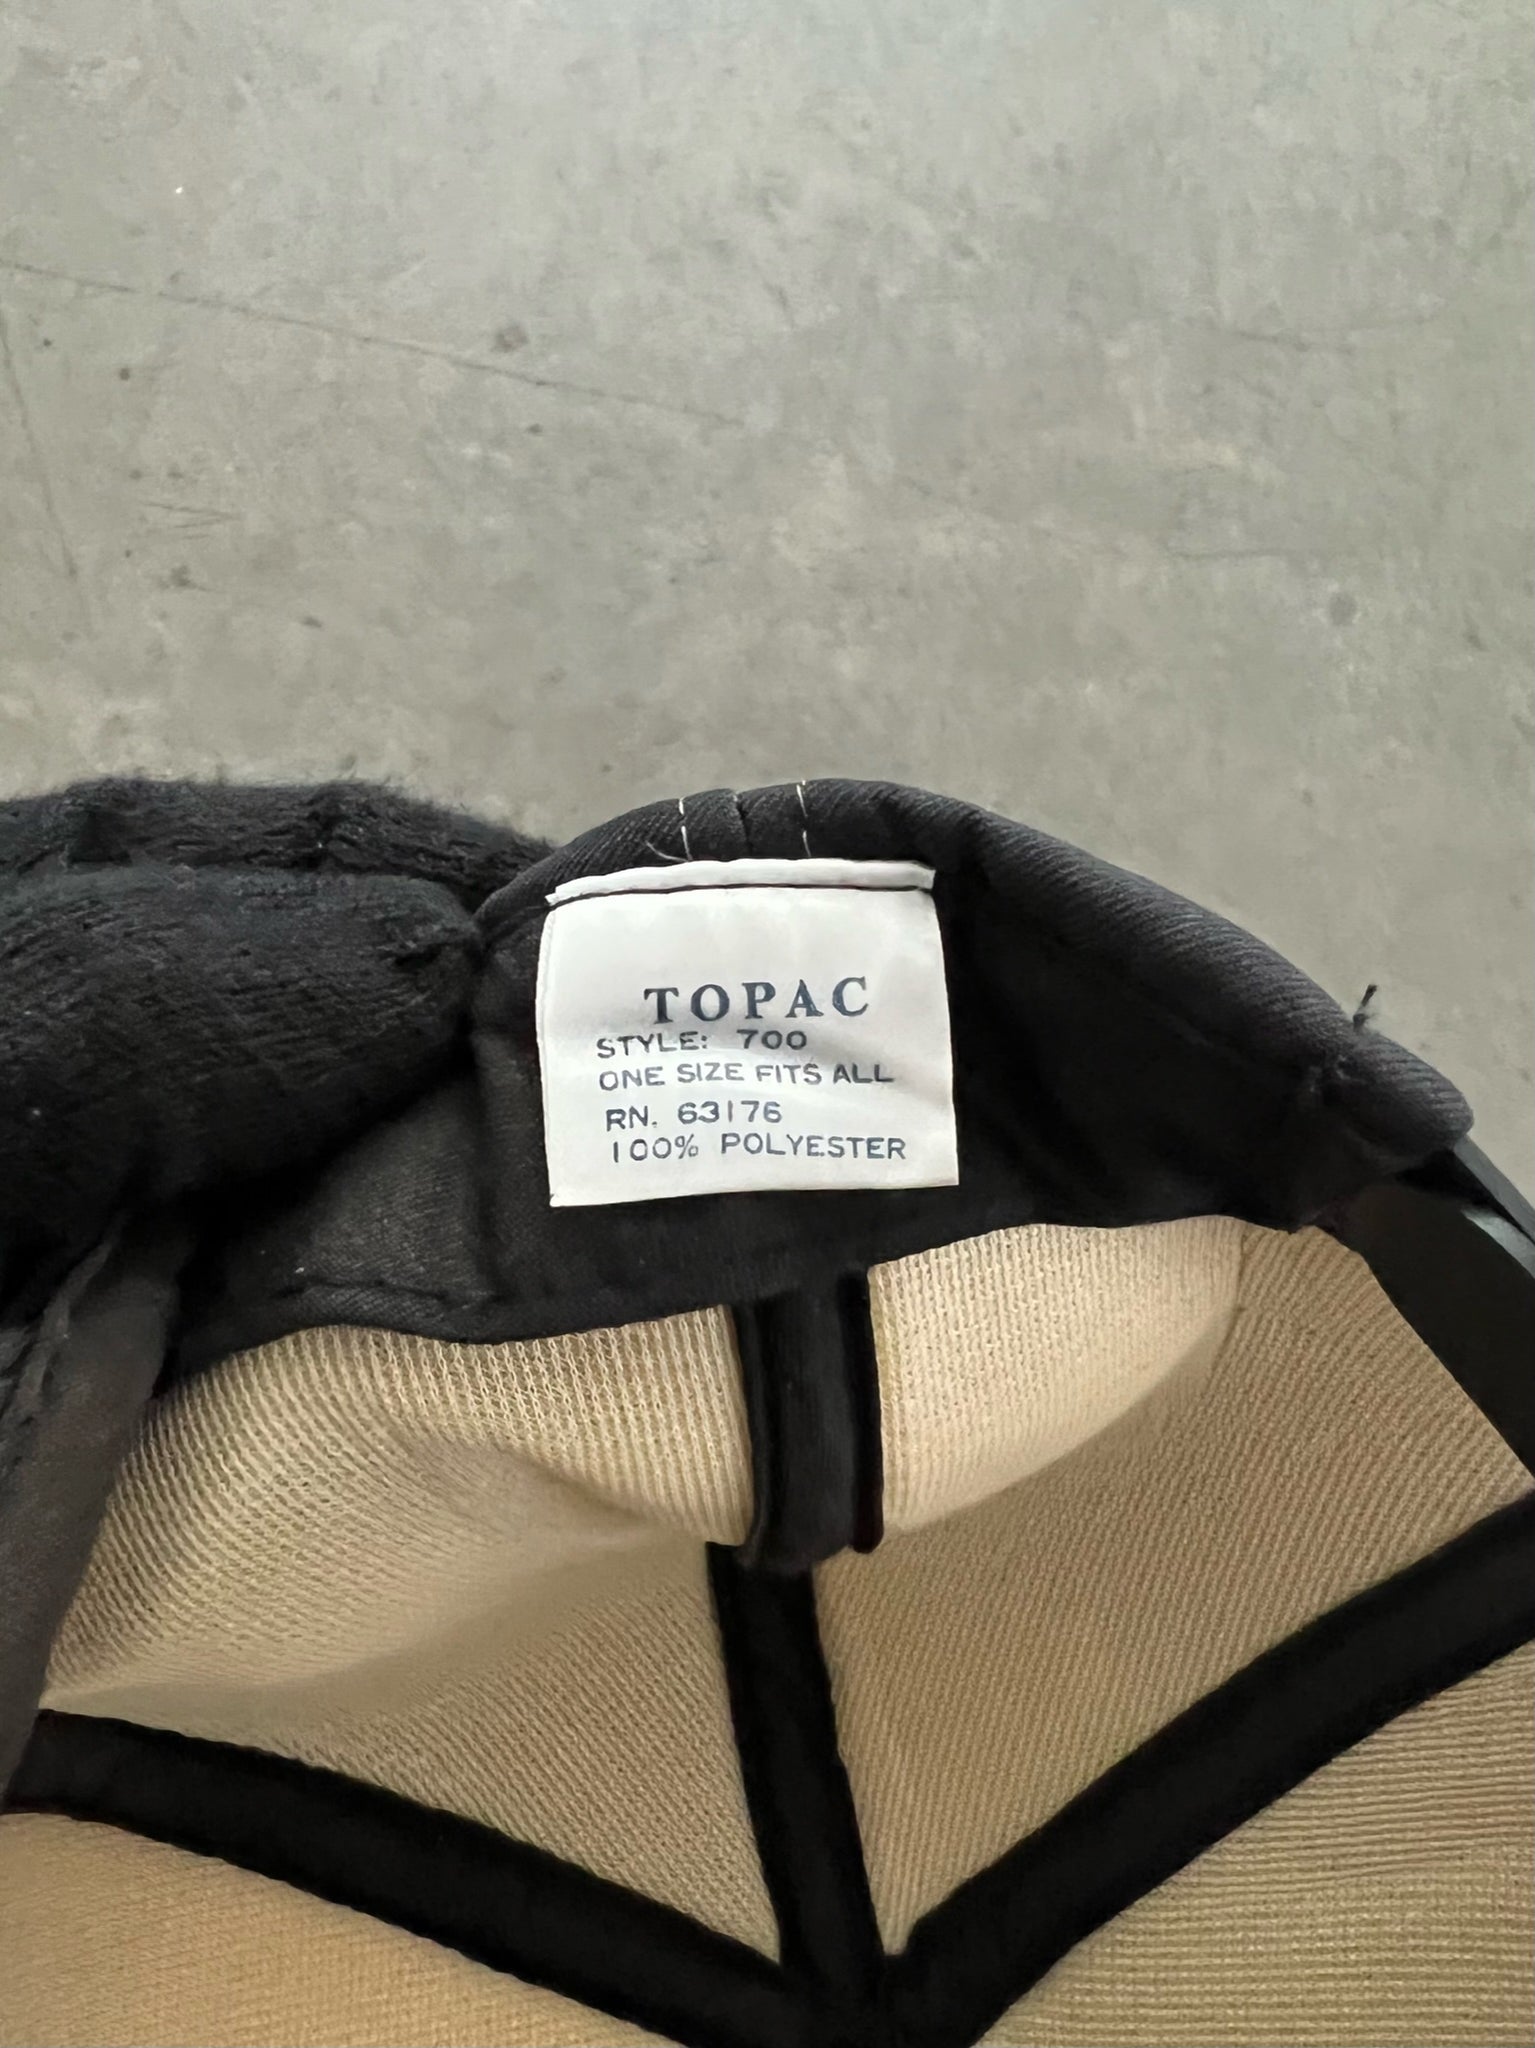 TOPAC
STYLE: 700
ONE SIZE FITS ALL
RN. 63176
100% POLYESTER